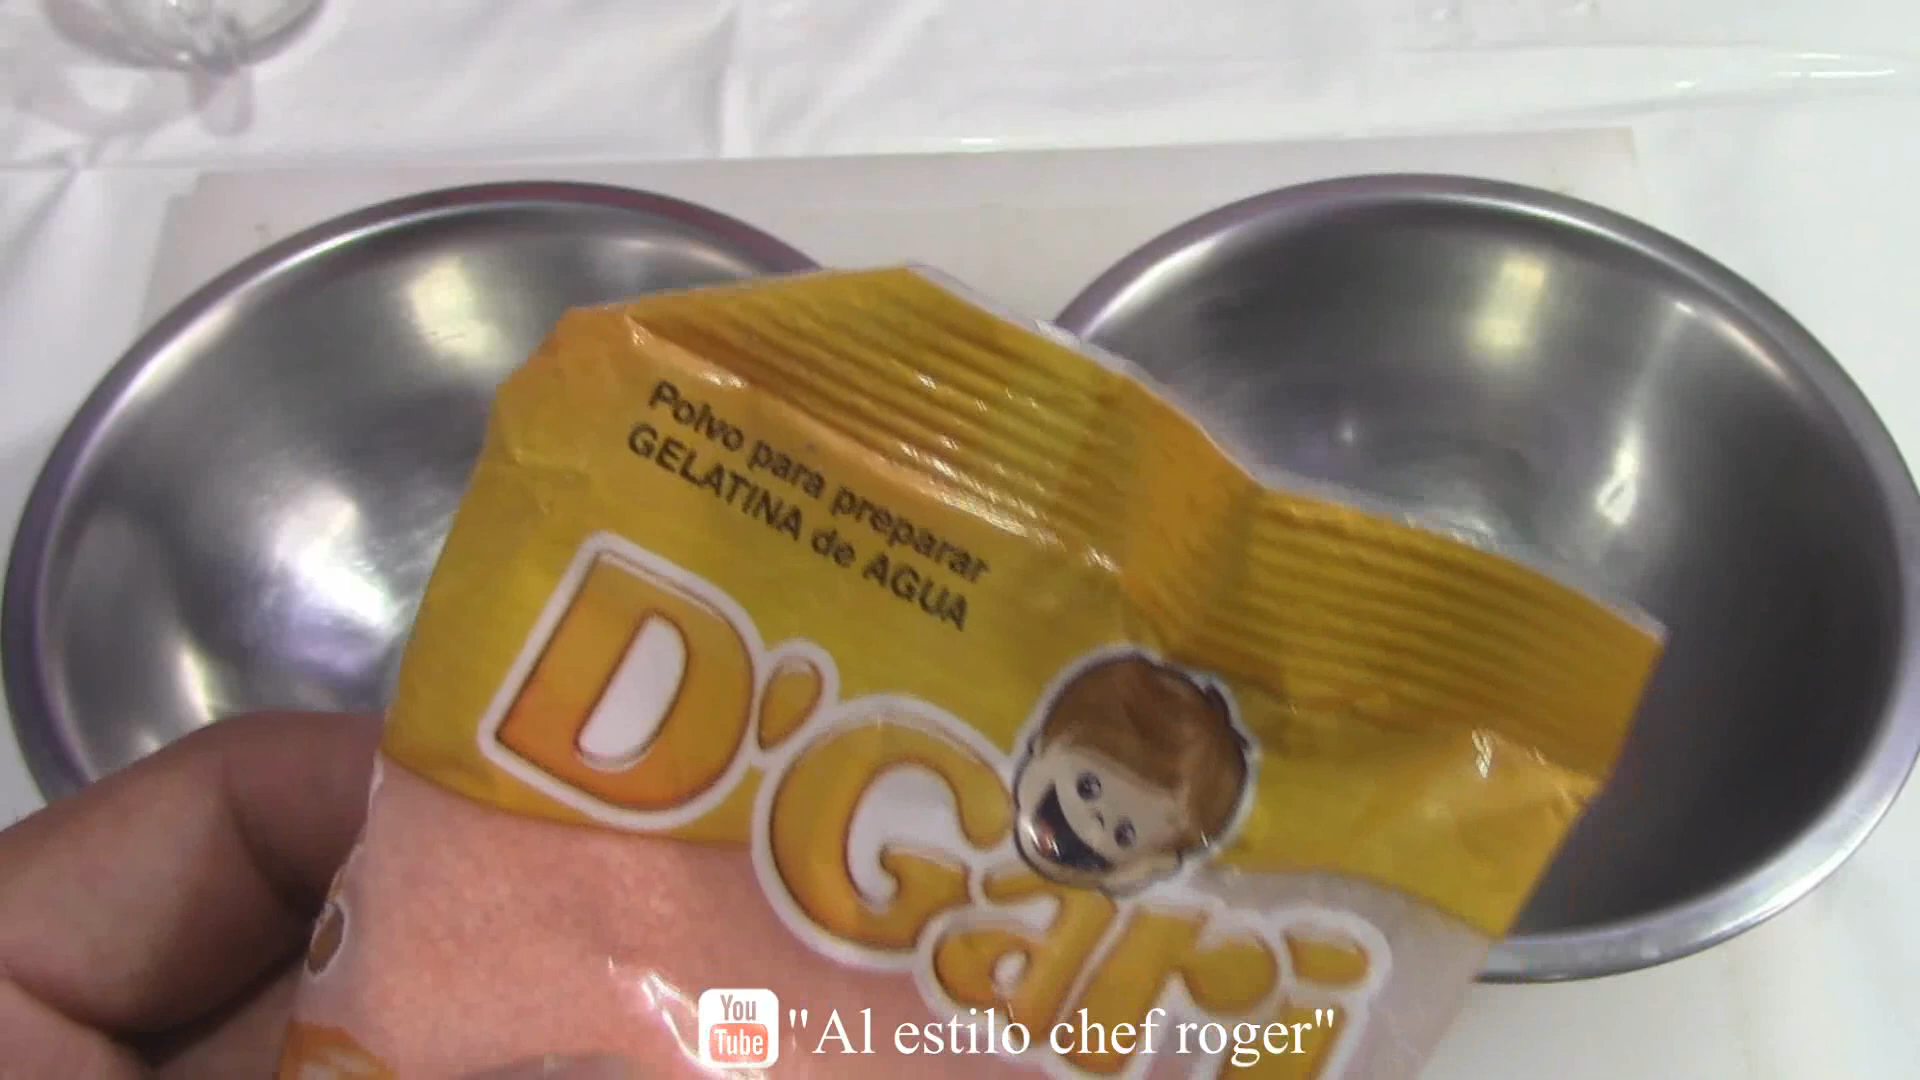 Polvo para preparar
GELATINA de AGUA
D'Gari
You
Tube
"Al estilo chef roger"